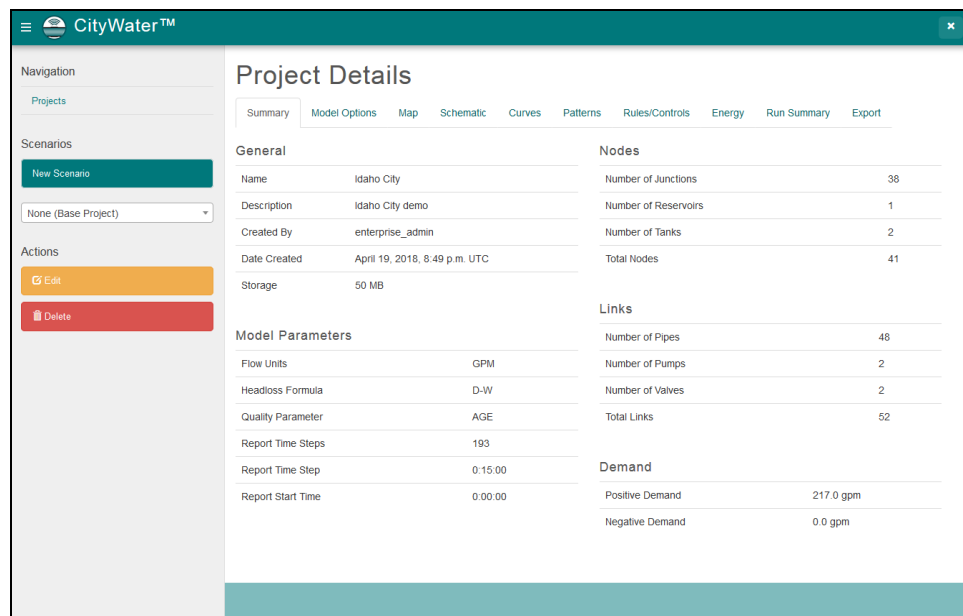 CityWater™
Navigation
Projects
Scenarios
New Scenario
None (Base Project)
Actions
Edit
Delete
Project Details
Summary Model Options Map Schematic Curves Patterns Rules/Controls Energy Run Summary Export
General
Name Idaho City
Description Idaho City demo
Created By enterprise_admin
Date Created April 19, 2018, 8:49 p.m. UTC
Storage 50 MB
Model Parameters
Flow Units GPM
Headloss Formula D-W
Quality Parameter AGE
Report Time Steps 193
Report Time Step 0:15:00
Report Start Time 0:00:00
Nodes
Number of Junctions 38
Number of Reservoirs 1
Number of Tanks 2
Total Nodes 41
Links
Number of Pipes 48
Number of Pumps 2
Number of Valves 2
Total Links 52
Demand
Positive Demand 217.0 gpm
Negative Demand 0.0 gpm